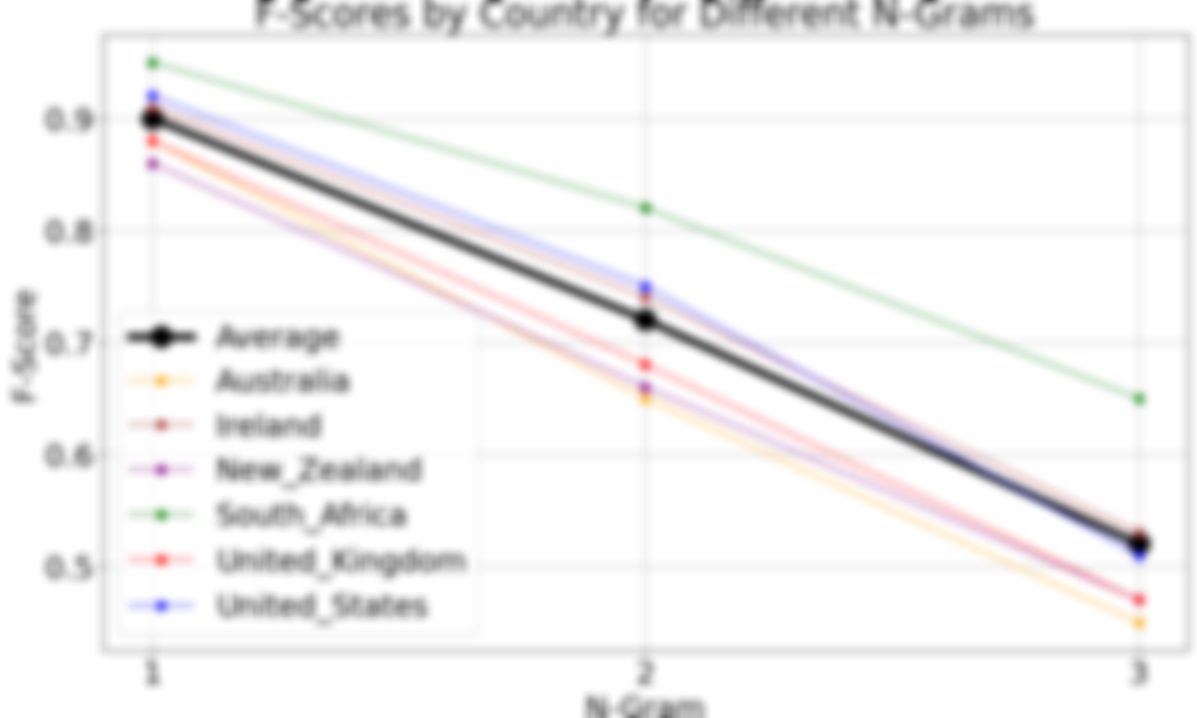 F-Scores by Country for Different N-Grams
F-Score
0.9
0.8
0.7
0.6
0.5
Average
Australia
Ireland
New_Zealand
South_Africa
United_Kingdom
United_States
1 2 3
N-Gram